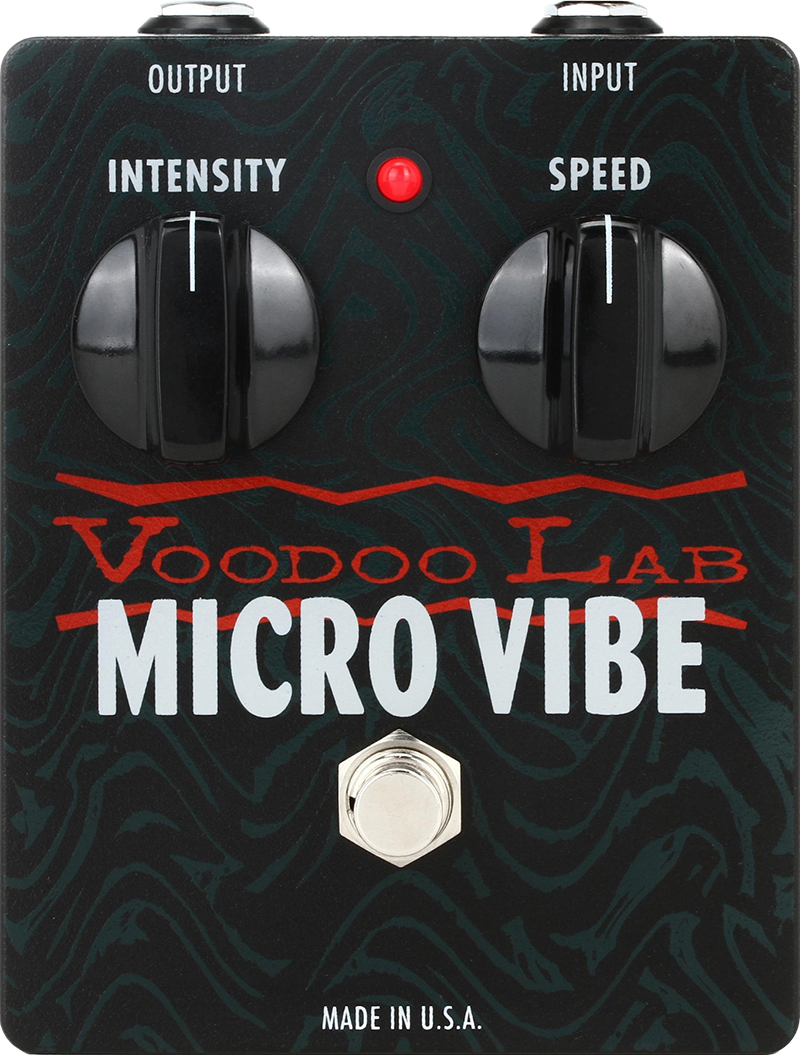 OUTPUT INPUT
INTENSITY SPEED
VOODOO LAB
MICRO VIBE
MADE IN U.S.A.